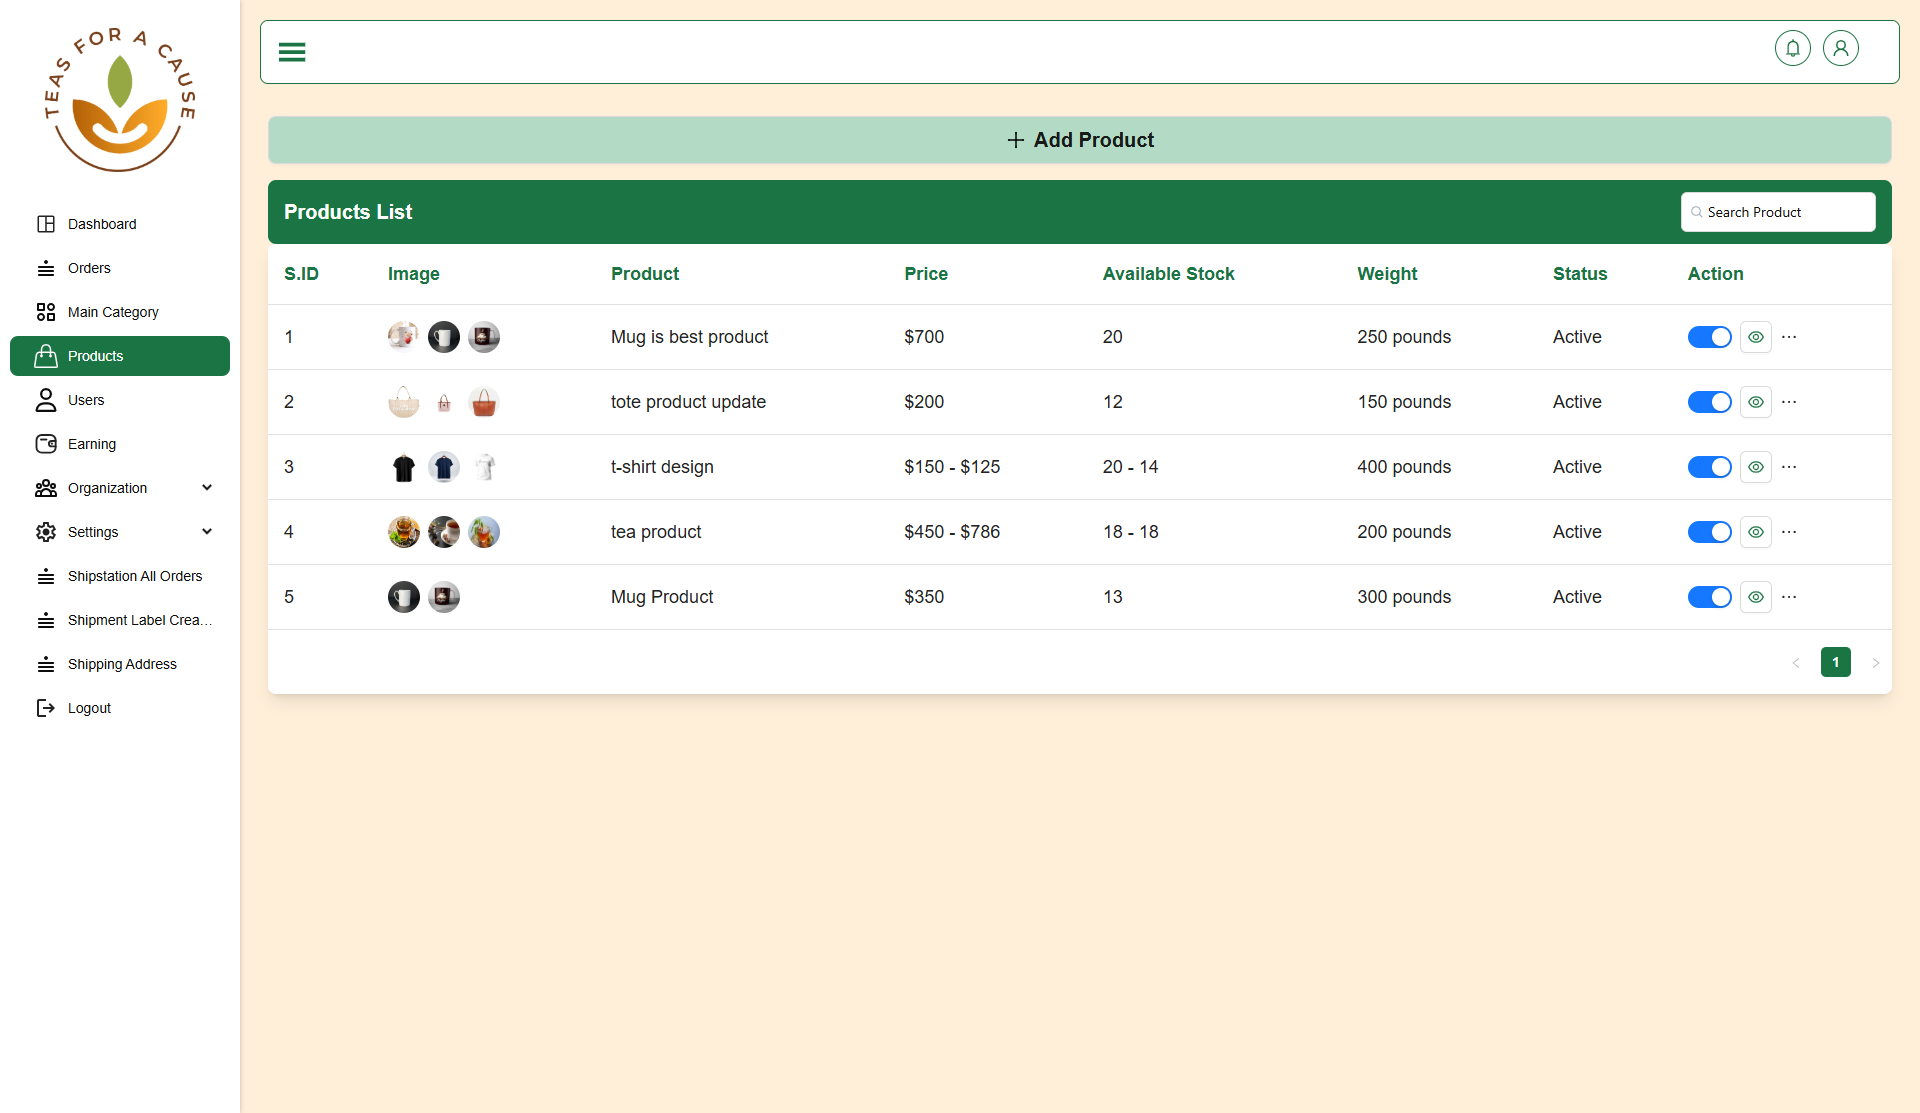 TEAS FOR A CAUSE
Dashboard
Orders
Main Category
Products
Users
Earning
Organization
Settings
Shipstation All Orders
Shipment Label Crea...
Shipping Address
Logout
Add Product
Products List
Search Product
S.ID Image Product Price Available Stock Weight Status Action
1 Mug is best product $700 20 250 pounds Active
2 tote product update $200 12 150 pounds Active
3 t-shirt design $150 - $125 20 - 14 400 pounds Active
4 tea product $450 - $786 18 - 18 200 pounds Active
5 Mug Product $350 13 300 pounds Active
1